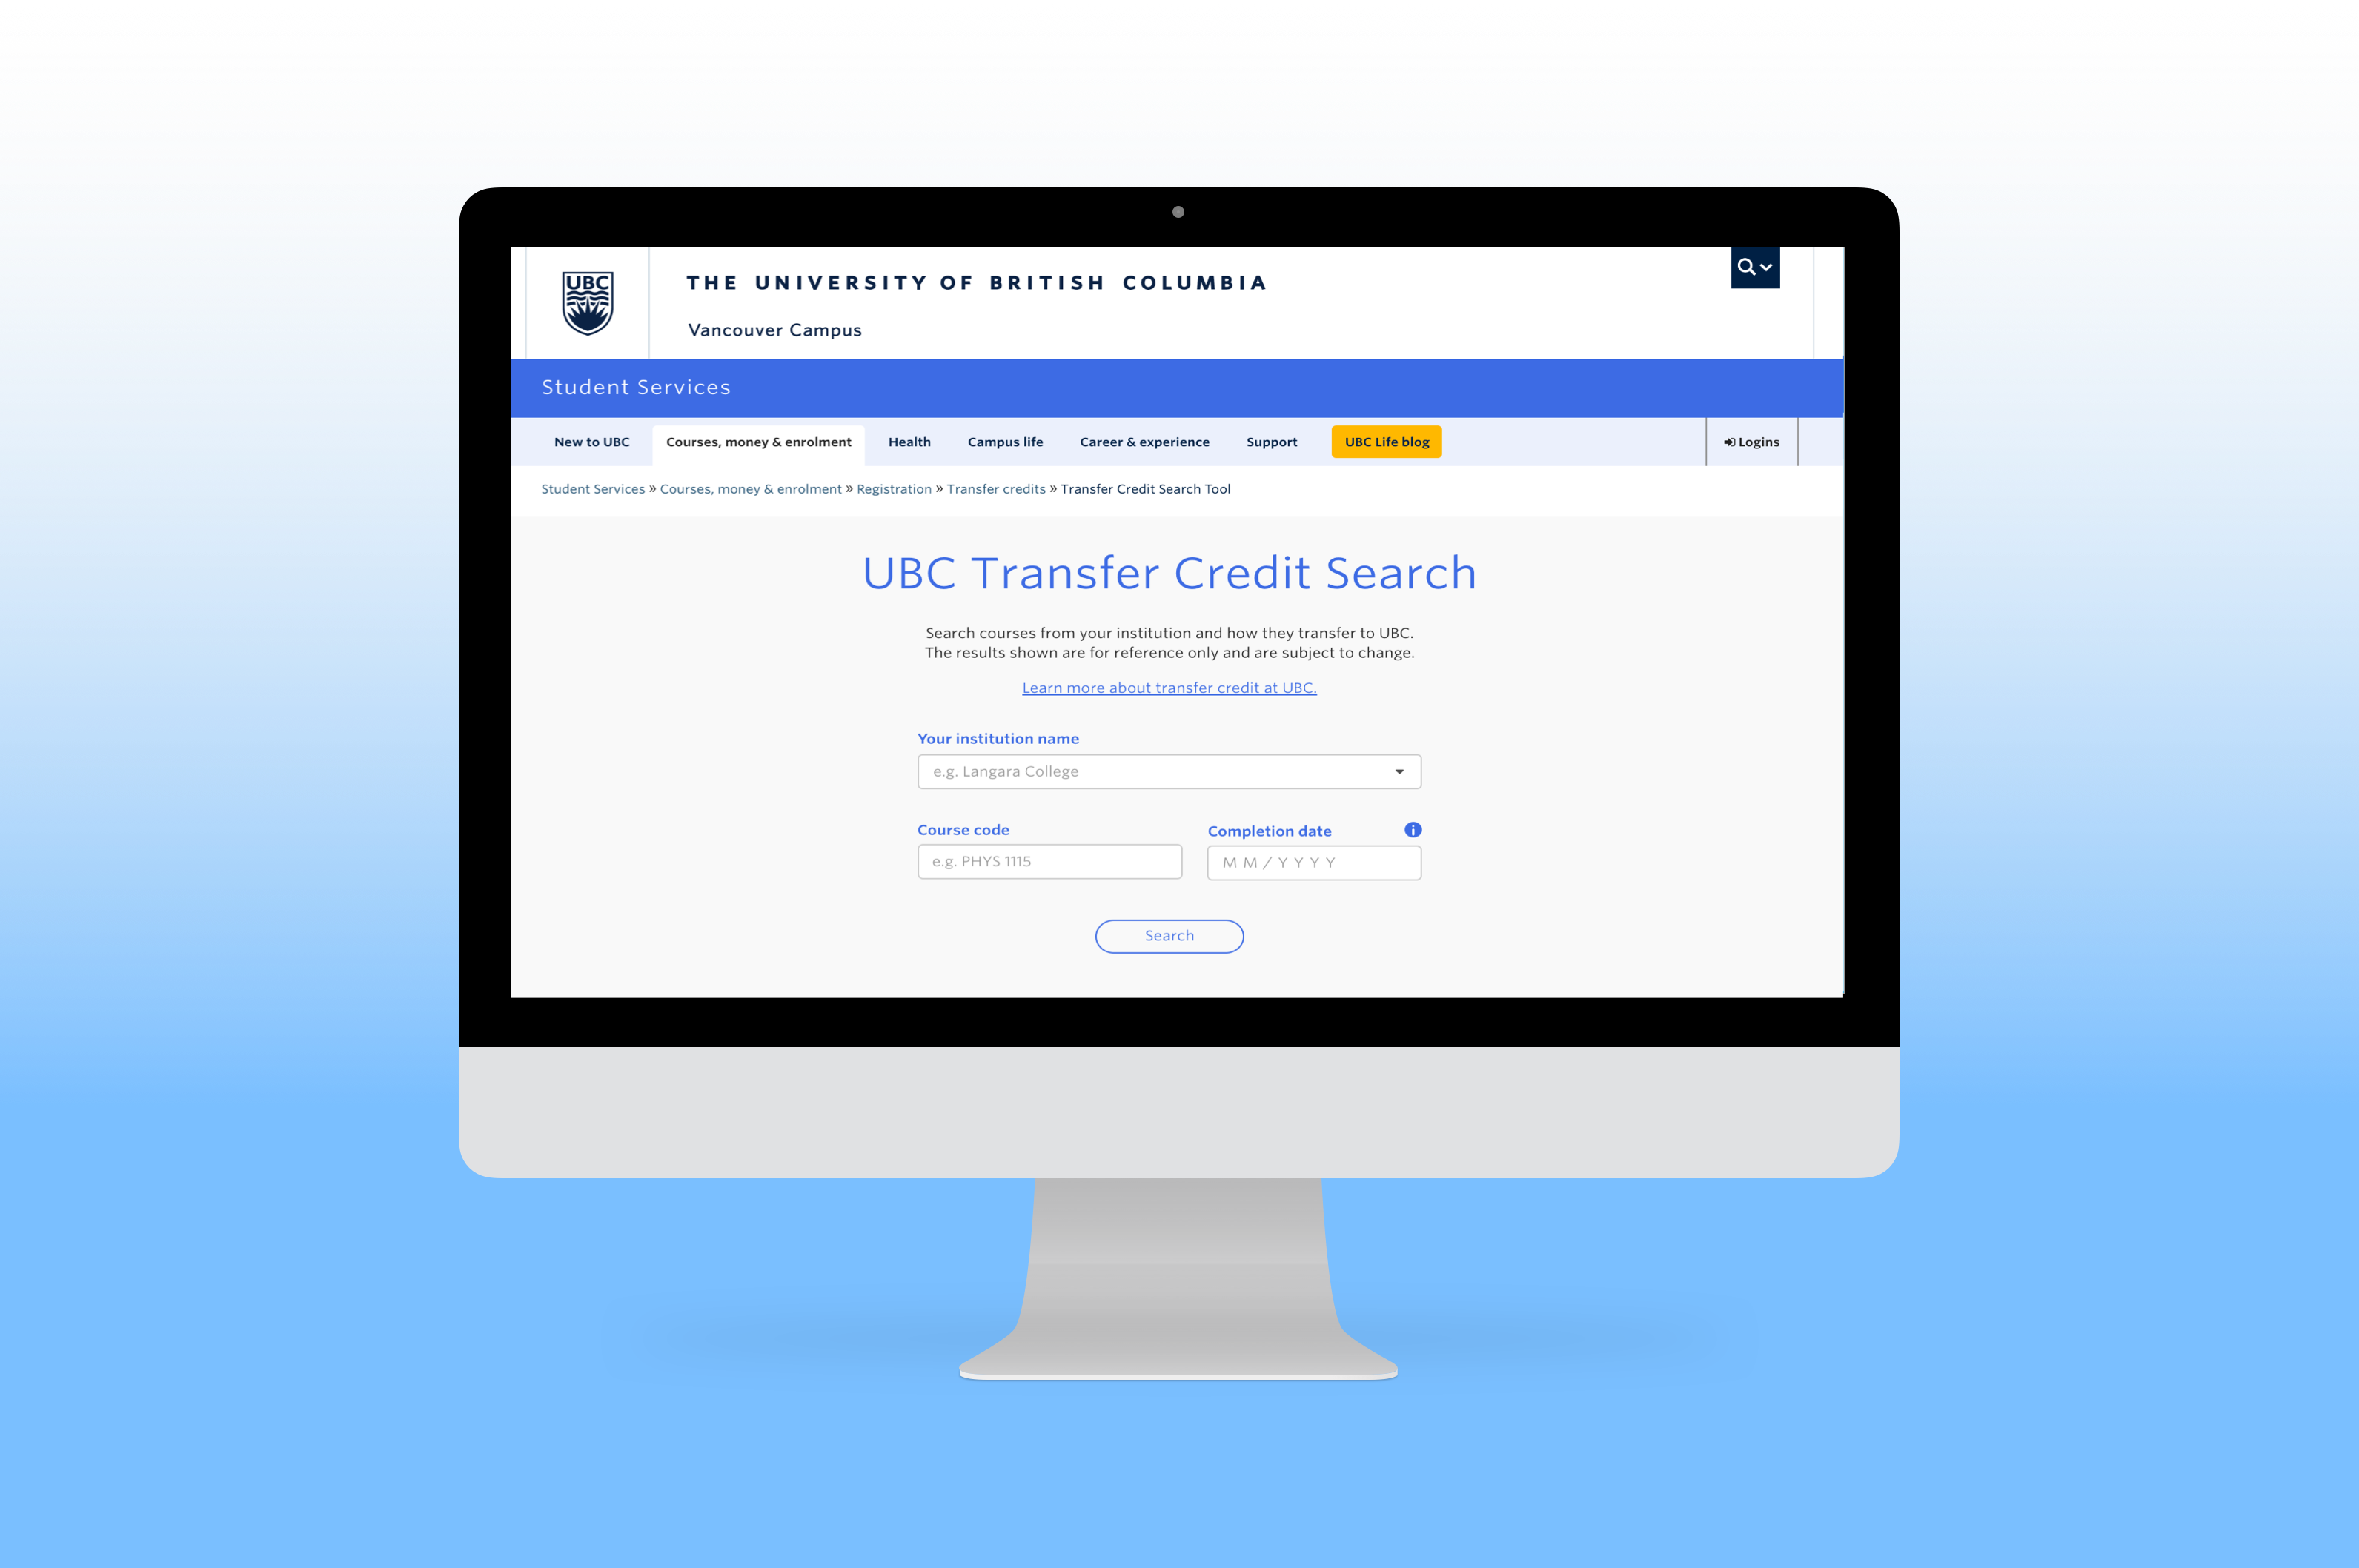 UBC
THE UNIVERSITY OF BRITISH COLUMBIA
Vancouver Campus
Student Services
New to UBC Courses, money & enrolment Health Campus life Career & experience Support UBC Life blog Logins
Student Services » Courses, money & enrolment » Registration » Transfer credits » Transfer Credit Search Tool
UBC Transfer Credit Search
Search courses from your institution and how they transfer to UBC.
The results shown are for reference only and are subject to change.
Learn more about transfer credit at UBC.
Your institution name
e.g. Langara College
Course code Completion date i
e.g. PHYS 1115 MM/YYYY
Search